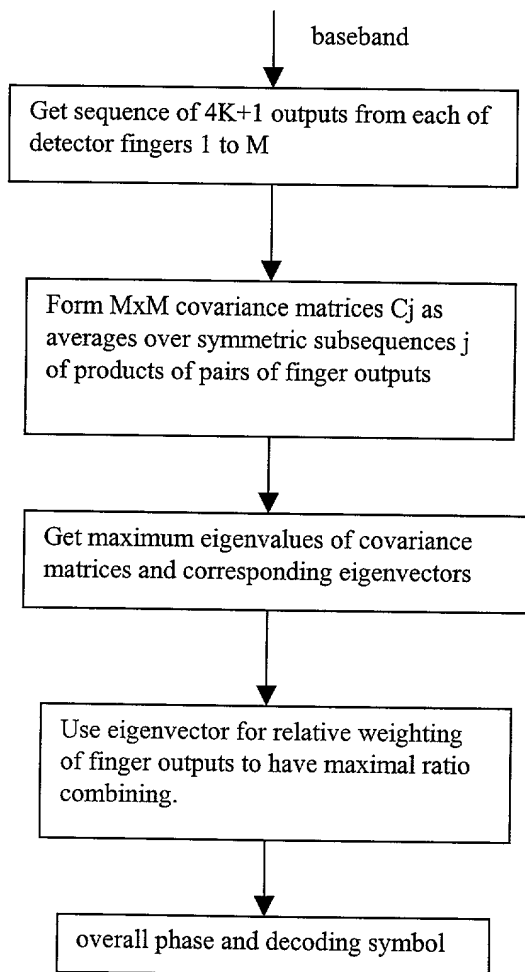 baseband
Get sequence of 4K+1 outputs from each of
detector fingers 1 to M
Form MxM covariance matrices Cj as
averages over symmetric subsequences j
of products of pairs of finger outputs
Get maximum eigenvalues of covariance
matrices and corresponding eigenvectors
Use eigenvector for relative weighting
of finger outputs to have maximal ratio
combining.
overall phase and decoding symbol